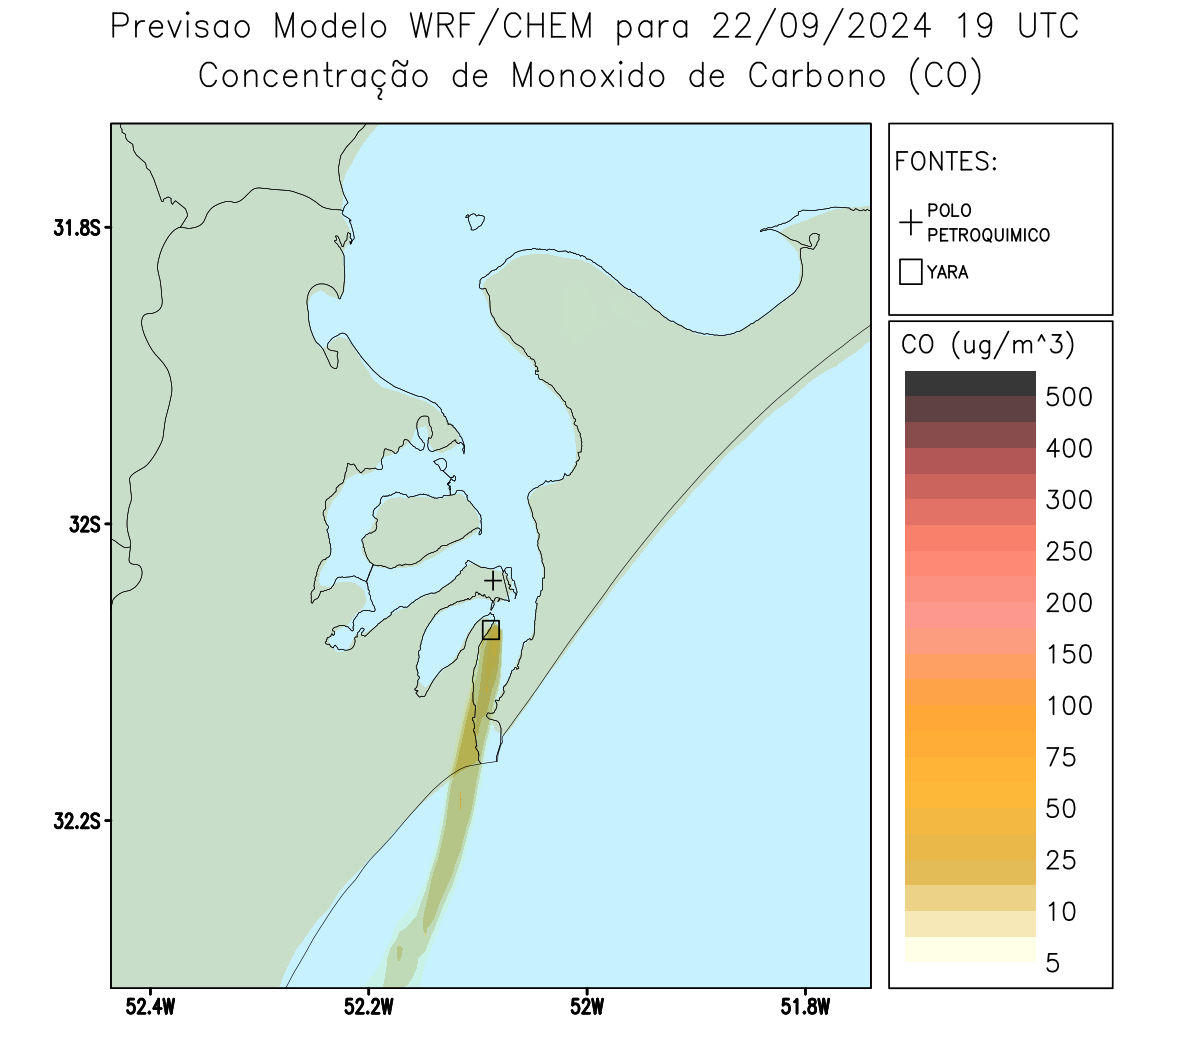 Previsao Modelo WRF/CHEM para 22/09/2024 19 UTC
Concentração de Monoxido de Carbono (CO)
FONTES:
POLO
PETROQUIMICO
YARA
CO (ug/m^3)
500
400
300
250
200
150
100
75
50
25
10
5
31.8S
32S
32.2S
52.4W
52.2W
52W
51.8W